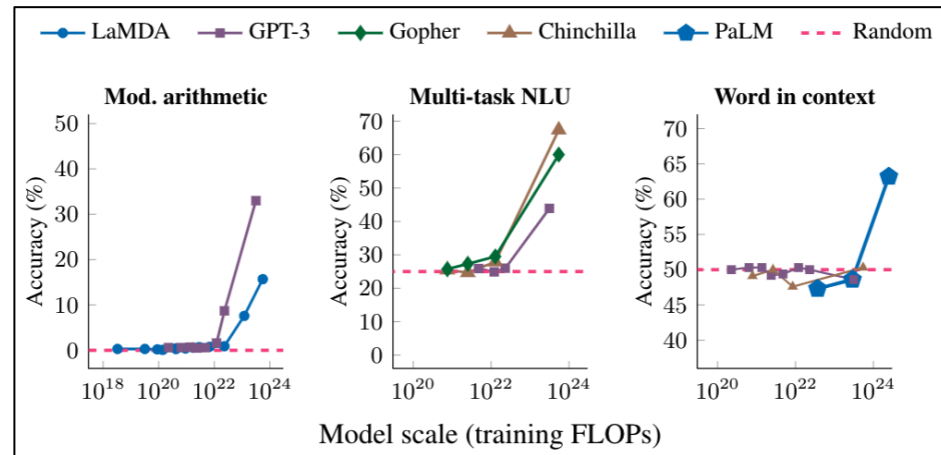 LaMDA GPT-3 Gopher Chinchilla PaLM Random
Mod. arithmetic Multi-task NLU Word in context
Accuracy (%)
50
40
30
20
10
0
10^18 10^20 10^22 10^24
Accuracy (%)
70
60
50
40
30
20
10
0
10^20 10^22 10^24
Accuracy (%)
70
65
60
55
50
45
40
10^20 10^22 10^24
Model scale (training FLOPs)